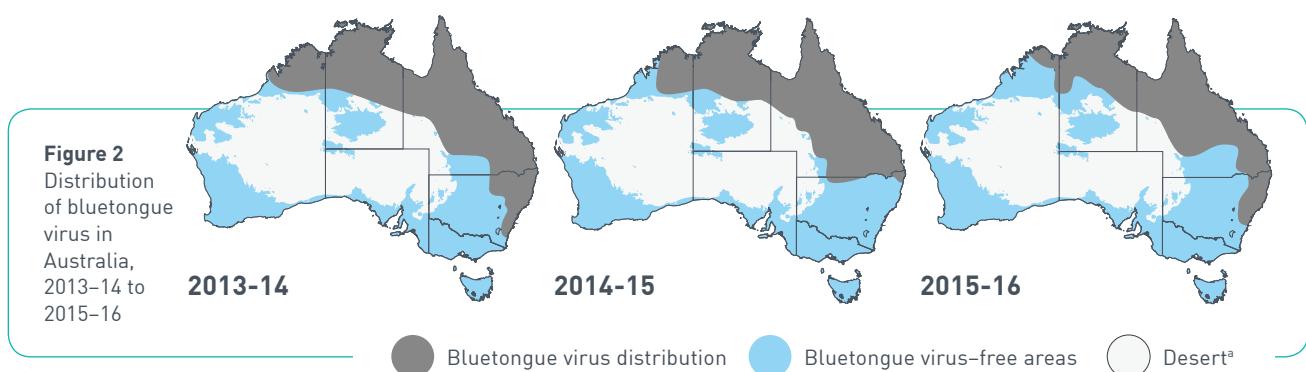 Figure 2
Distribution
of bluetongue
virus in
Australia,
2013–14 to
2015–16
2013-14
2014-15
2015-16
Bluetongue virus distribution
Bluetongue virus–free areas
Desertª